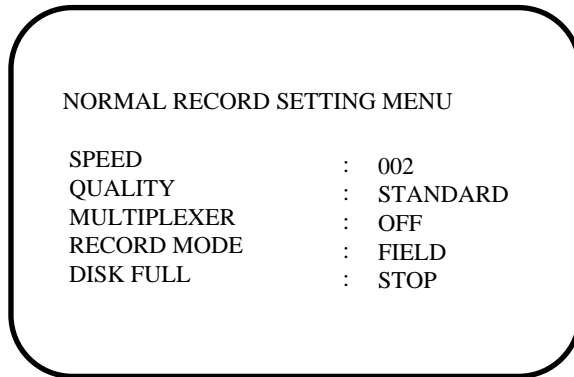 NORMAL RECORD SETTING MENU
SPEED : 002
QUALITY : STANDARD
MULTIPLEXER : OFF
RECORD MODE : FIELD
DISK FULL : STOP